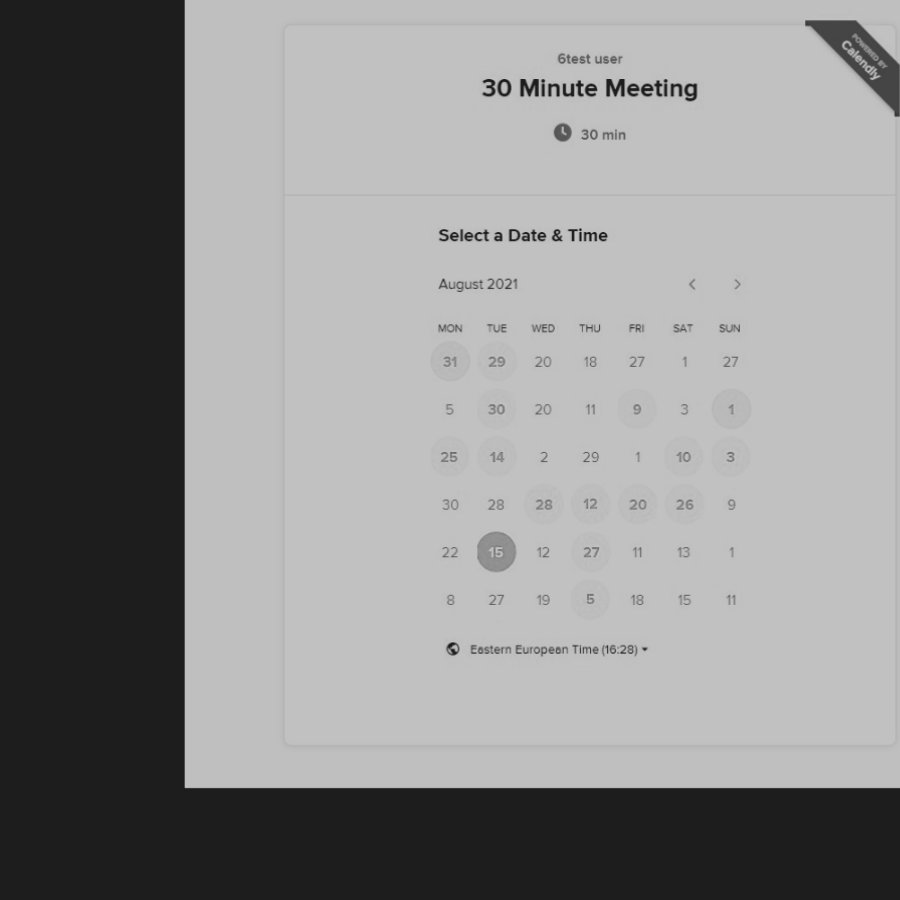 POWERED BY
Calendly
6test user
30 Minute Meeting
30 min
Select a Date & Time
August 2021
MON TUE WED THU FRI SAT SUN
31 29 20 18 27 1 27
5 30 20 11 9 3 1
25 14 2 29 1 10 3
30 28 28 12 20 26 9
22 15 12 27 11 13 1
8 27 19 5 18 15 11
Eastern European Time (16:28)